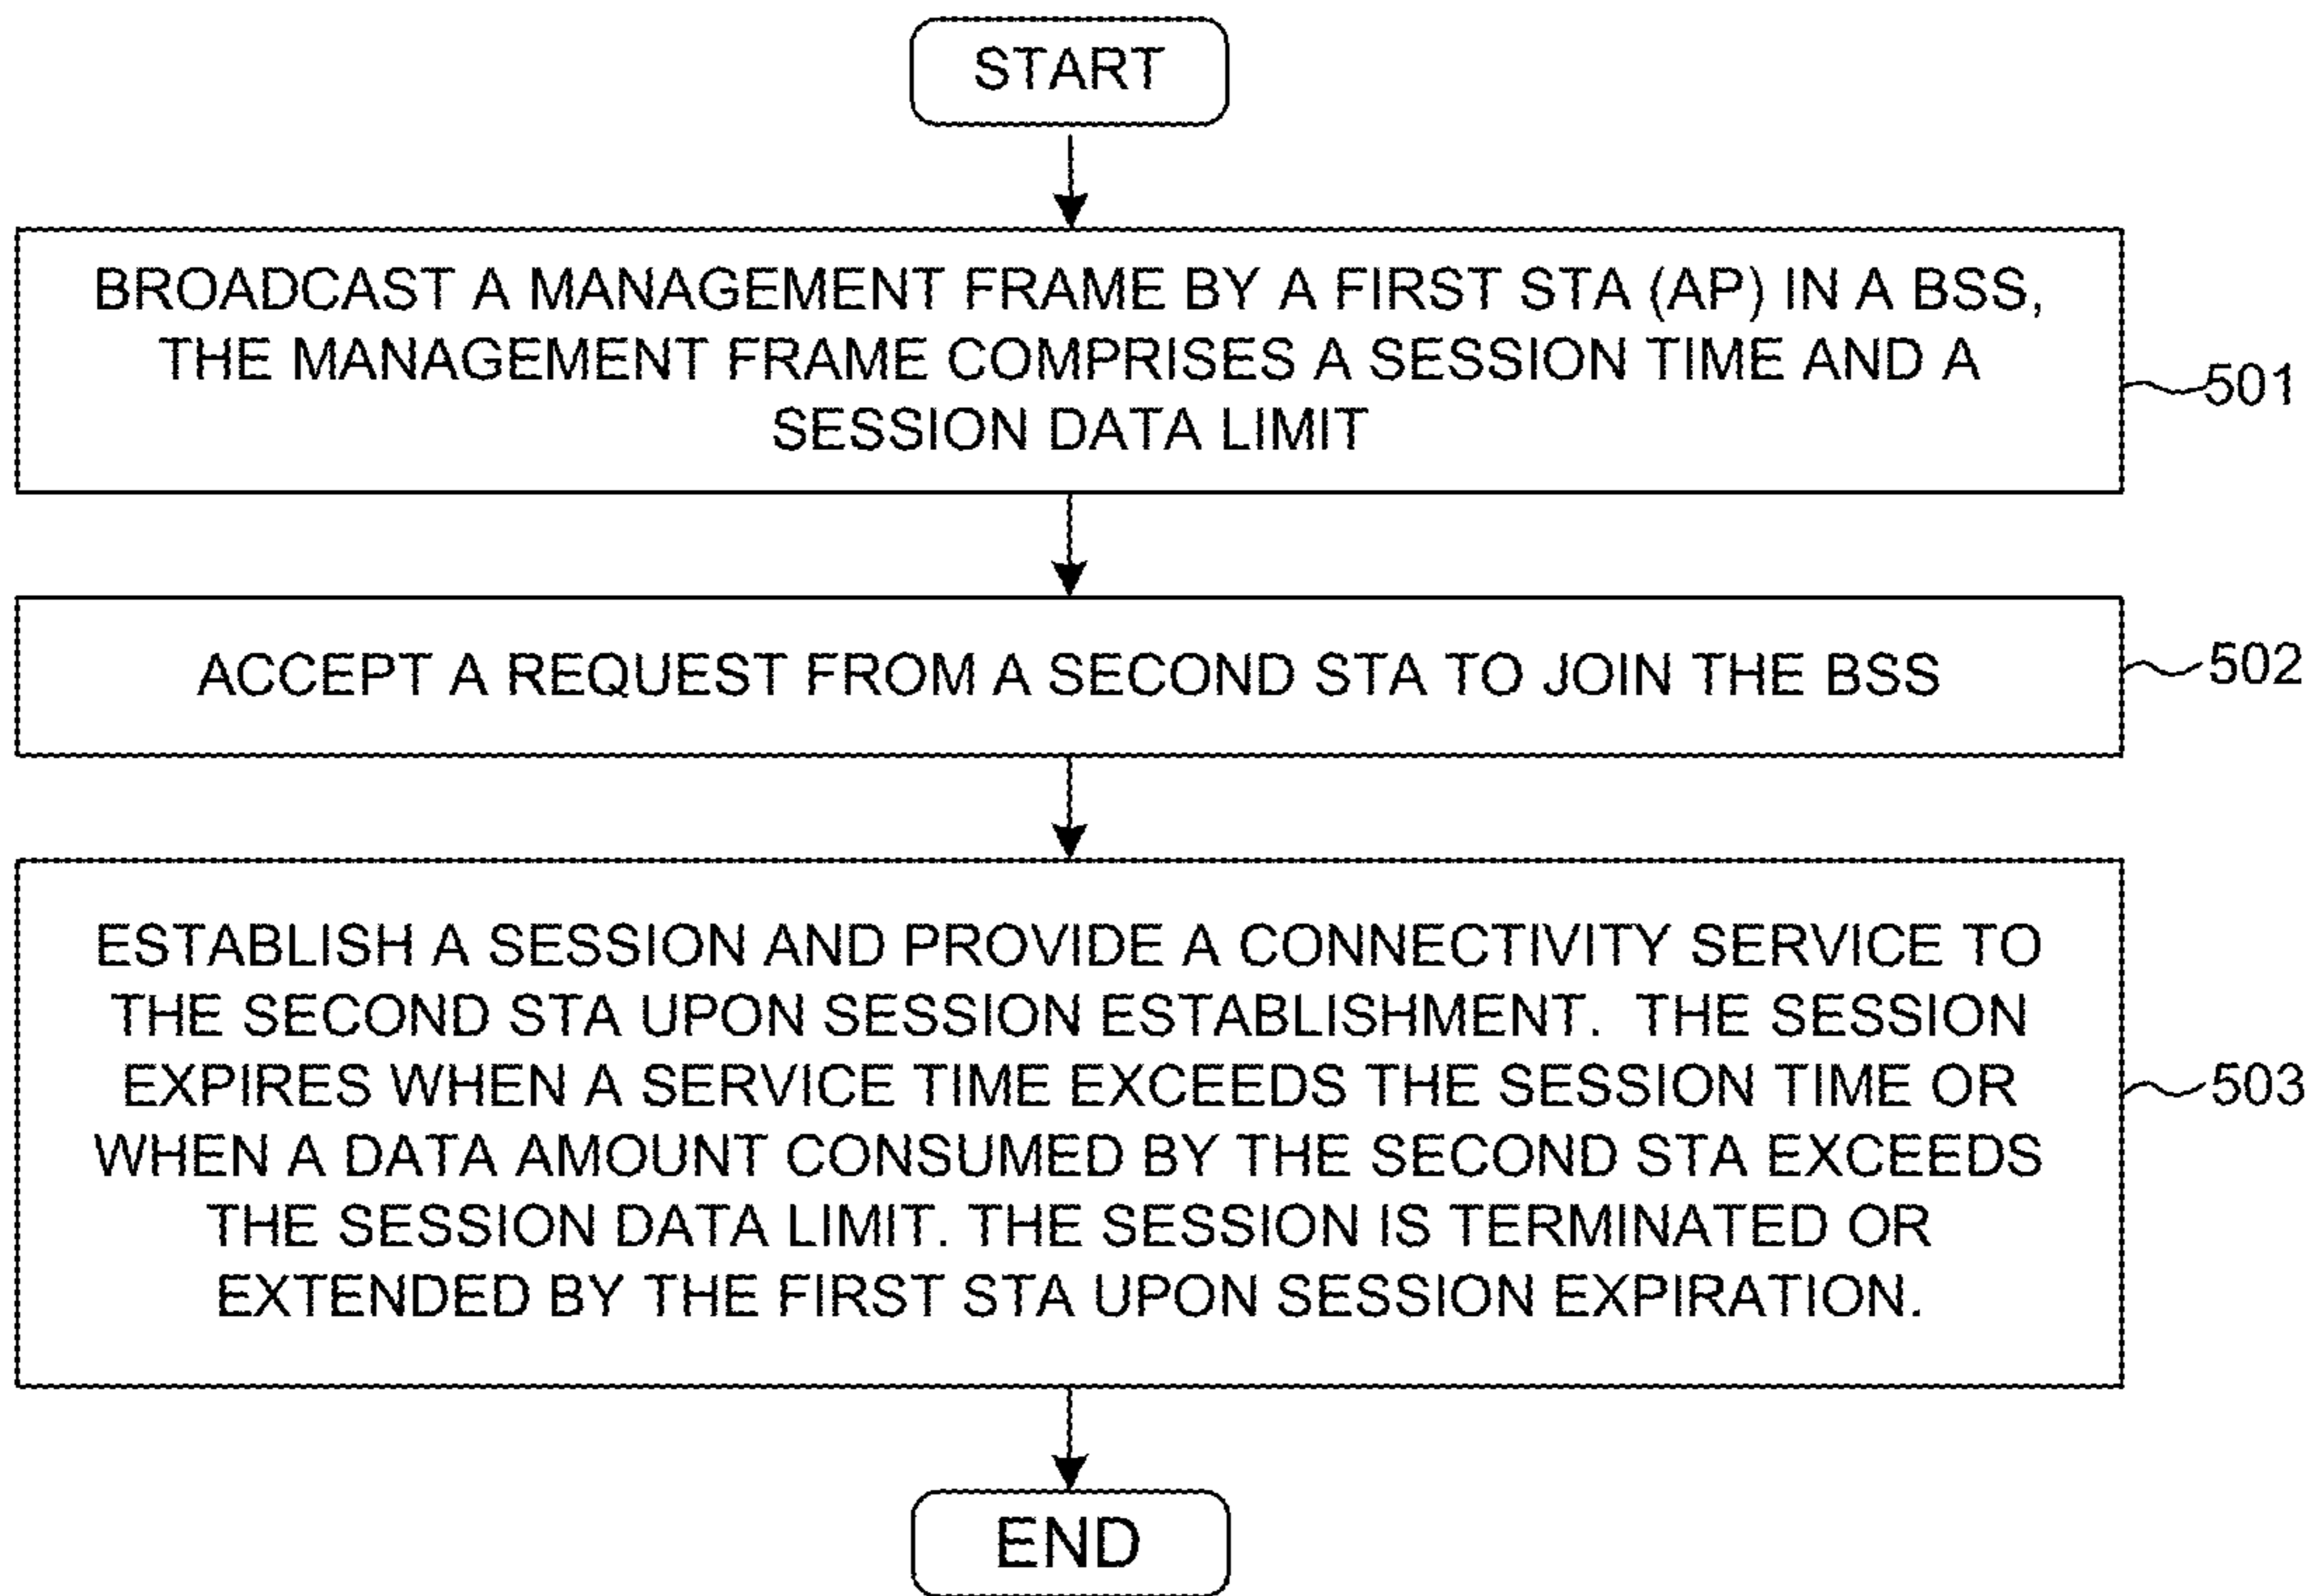 START
BROADCAST A MANAGEMENT FRAME BY A FIRST STA (AP) IN A BSS,
THE MANAGEMENT FRAME COMPRISES A SESSION TIME AND A
SESSION DATA LIMIT
501
ACCEPT A REQUEST FROM A SECOND STA TO JOIN THE BSS
502
ESTABLISH A SESSION AND PROVIDE A CONNECTIVITY SERVICE TO
THE SECOND STA UPON SESSION ESTABLISHMENT. THE SESSION
EXPIRES WHEN A SERVICE TIME EXCEEDS THE SESSION TIME OR
WHEN A DATA AMOUNT CONSUMED BY THE SECOND STA EXCEEDS
THE SESSION DATA LIMIT. THE SESSION IS TERMINATED OR
EXTENDED BY THE FIRST STA UPON SESSION EXPIRATION.
503
END